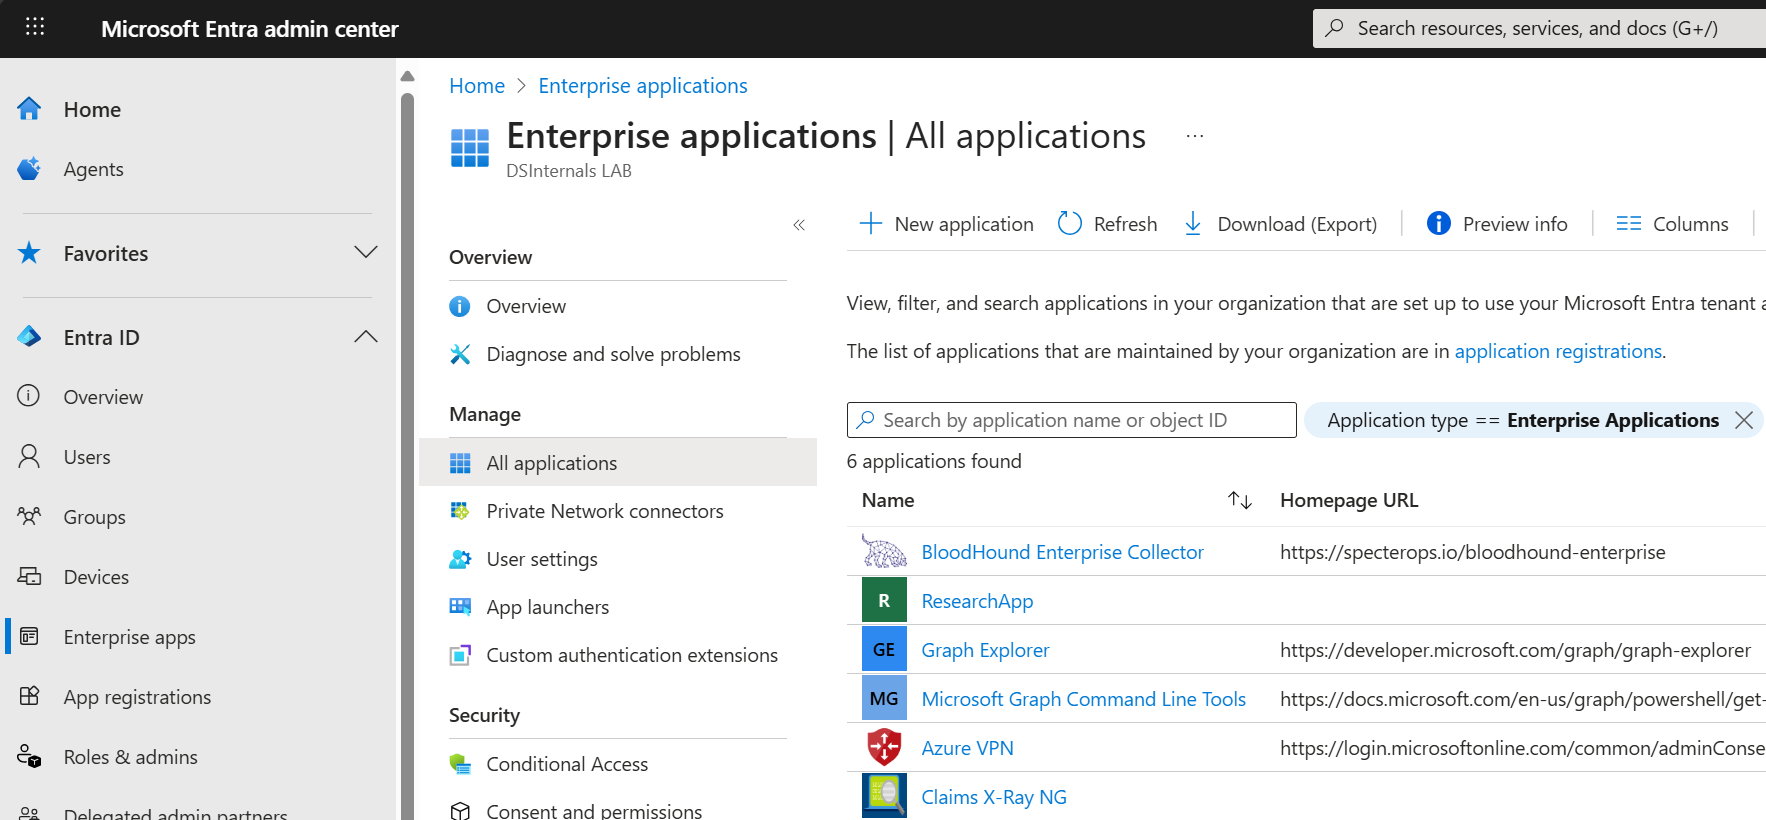 Microsoft Entra admin center
Search resources, services, and docs (G+/)
Home
Agents
Favorites
Entra ID
Overview
Users
Groups
Devices
Enterprise apps
App registrations
Roles & admins
Delegated admin partners
Home > Enterprise applications
Enterprise applications | All applications ...
DSInternals LAB
«
Overview
Overview
Diagnose and solve problems
Manage
All applications
Private Network connectors
User settings
App launchers
Custom authentication extensions
Security
Conditional Access
Consent and permissions
New application Refresh Download (Export) Preview info Columns
View, filter, and search applications in your organization that are set up to use your Microsoft Entra tenant
The list of applications that are maintained by your organization are in application registrations.
Search by application name or object ID Application type == Enterprise Applications
6 applications found
Name Homepage URL
BloodHound Enterprise Collector https://specterops.io/bloodhound-enterprise
R ResearchApp
GE Graph Explorer https://developer.microsoft.com/graph/graph-explorer
MG Microsoft Graph Command Line Tools https://docs.microsoft.com/en-us/graph/powershell/get-
Azure VPN https://login.microsoftonline.com/common/adminConse
Claims X-Ray NG